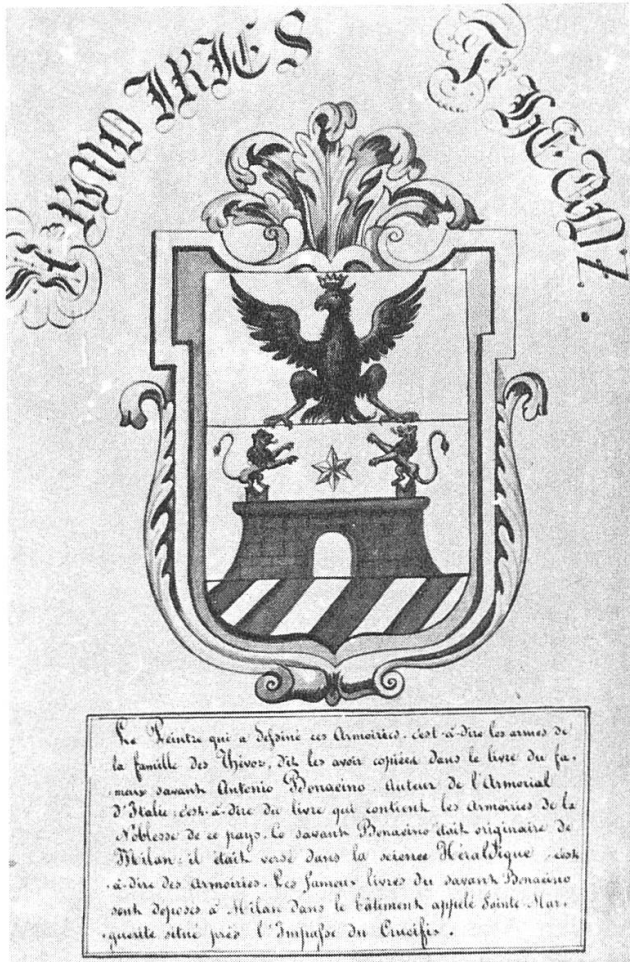 ARMOIRIES
Le Peintre qui a dessiné ces Armoiries, c'est-à-dire les armes de
la famille des Thévoz, dit les avoir copiées dans le livre du fa-
-meux savant Antonio Bonacino. Auteur de l'Armorial
d'Italie: c'est-à-dire du livre qui contient les Armoiries de la
Noblesse de ce pays. Le savant Bonacino était originaire de
Milan: il était versé dans la science Héraldique, c'est
-à-dire des Armoiries. Les fameux livres du savant Bonacino
sont déposés à Milan dans le bâtiment appelé Sainte Mar-
-guerite situé près l'Impasse du Crucifix.